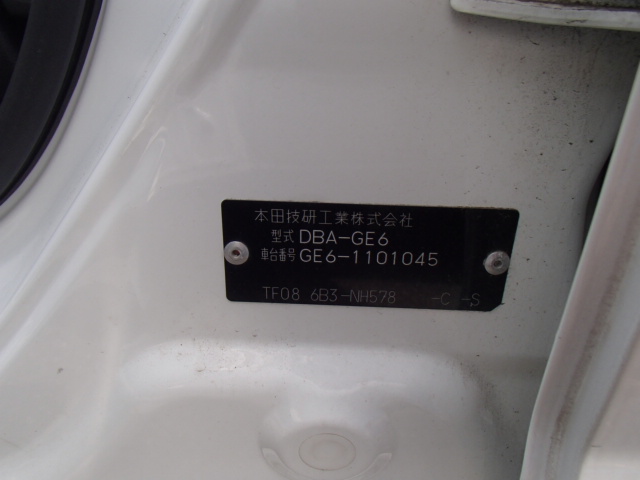 本田技研工業株式会社
型式 DBA-GE6
車台番号 GE6-1101045
TF08 6B3-NH578 -C -S